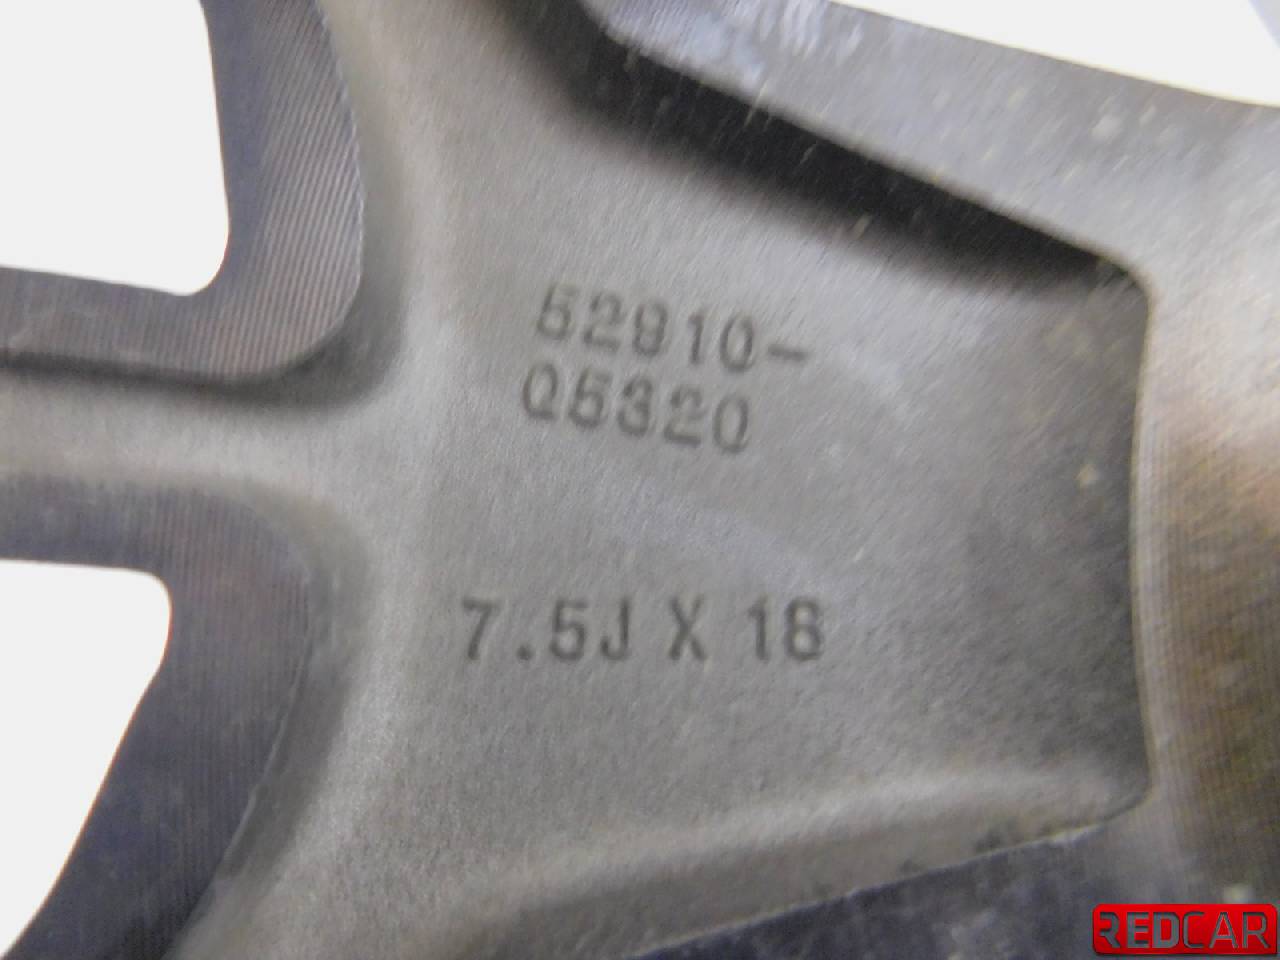 52910-
Q5320
7.5J X 18
REDCAR